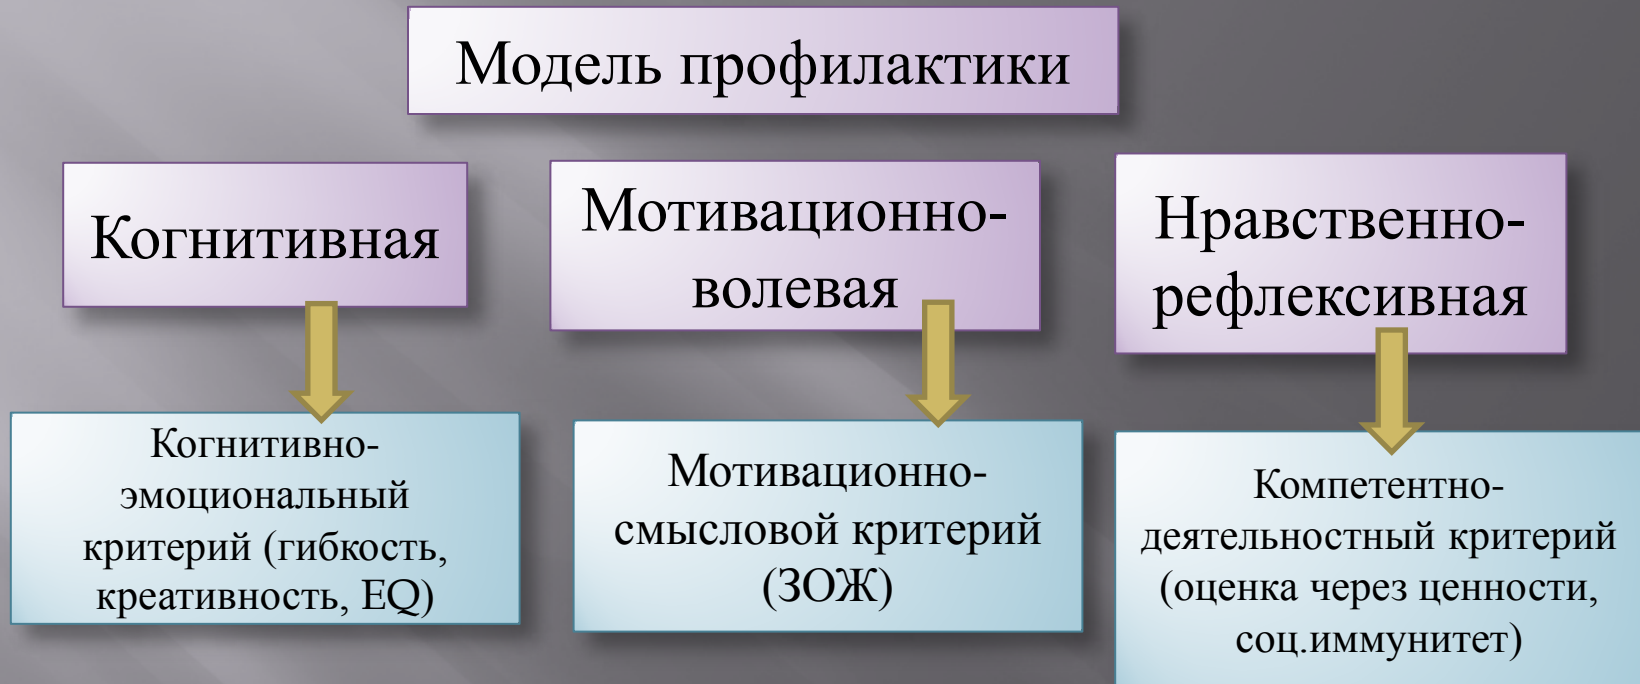 Модель профилактики
Когнитивная
Мотивационно-
волевая
Нравственно-
рефлексивная
Когнитивно-
эмоциональный
критерий (гибкость,
креативность, EQ)
Мотивационно-
смысловой критерий
(ЗОЖ)
Компетентно-
деятельностный критерий
(оценка через ценности,
соц.иммунитет)